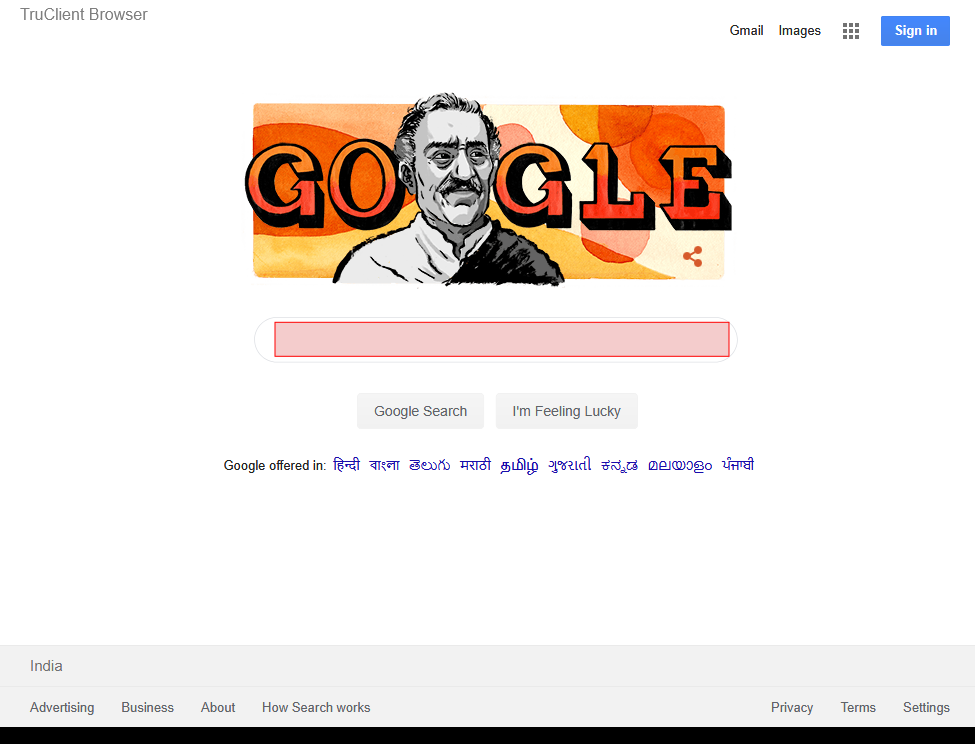 TruClient Browser
Gmail Images Sign in
GOOGLE
Google Search I'm Feeling Lucky
Google offered in: हिन्दी বাংলা తెలుగు मराठी தமிழ் ગુજરાતી ಕನ್ನಡ മലയാളം ਪੰਜਾਬੀ
India
Advertising Business About How Search works Privacy Terms Settings